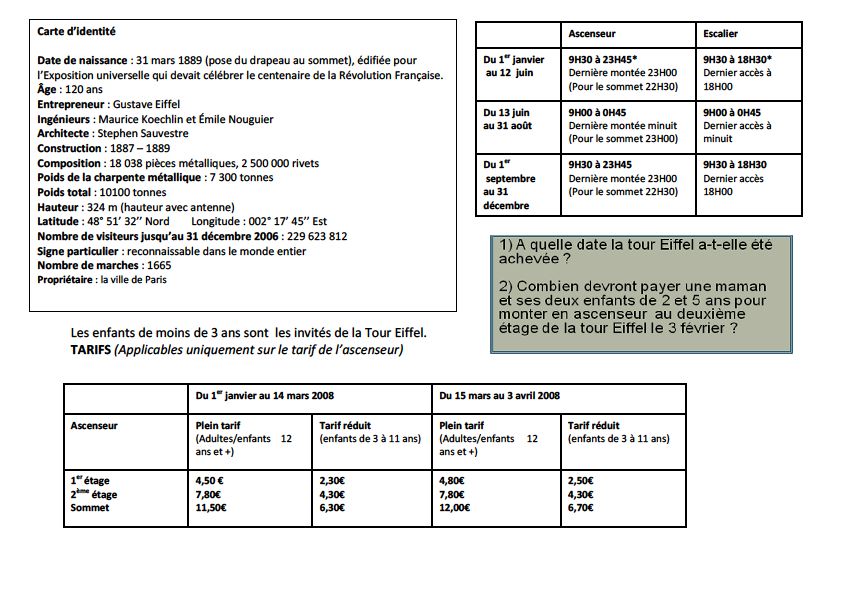 Carte d’identité
Date de naissance : 31 mars 1889 (pose du drapeau au sommet), édifiée pour
l’Exposition universelle qui devait célébrer le centenaire de la Révolution Française.
Âge : 120 ans
Entrepreneur : Gustave Eiffel
Ingénieurs : Maurice Koechlin et Émile Nouguier
Architecte : Stephen Sauvestre
Construction : 1887 – 1889
Composition : 18 038 pièces métalliques, 2 500 000 rivets
Poids de la charpente métallique : 7 300 tonnes
Poids total : 10100 tonnes
Hauteur : 324 m (hauteur avec antenne)
Latitude : 48° 51’ 32’’ Nord Longitude : 002° 17’ 45’’ Est
Nombre de visiteurs jusqu’au 31 décembre 2006 : 229 623 812
Signe particulier : reconnaissable dans le monde entier
Nombre de marches : 1665
Propriétaire : la ville de Paris
Ascenseur Escalier
Du 1er janvier 9H30 à 23H45* 9H30 à 18H30*
au 12 juin Dernière montée 23H00 Dernier accès à
(Pour le sommet 22H30) 18H00
Du 13 juin 9H00 à 0H45 9H00 à 0H45
au 31 août Dernière montée minuit Dernier accès à
(Pour le sommet 23H00) minuit
Du 1er 9H30 à 23H45 9H30 à 18H30
septembre Dernière montée 23H00 Dernier accès
au 31 (Pour le sommet 22H30) 18H00
décembre
1) A quelle date la tour Eiffel a-t-elle été
achevée ?
2) Combien devront payer une maman
et ses deux enfants de 2 et 5 ans pour
monter en ascenseur au deuxième
étage de la tour Eiffel le 3 février ?
Les enfants de moins de 3 ans sont les invités de la Tour Eiffel.
TARIFS (Applicables uniquement sur le tarif de l’ascenseur)
Du 1er janvier au 14 mars 2008 Du 15 mars au 3 avril 2008
Ascenseur Plein tarif Tarif réduit Plein tarif Tarif réduit
(Adultes/enfants 12 (enfants de 3 à 11 ans) (Adultes/enfants 12 (enfants de 3 à 11 ans)
ans et +) ans et +)
1er étage 4,50 € 2,30€ 4,80€ 2,50€
2ème étage 7,80€ 4,30€ 7,80€ 4,30€
Sommet 11,50€ 6,30€ 12,00€ 6,70€